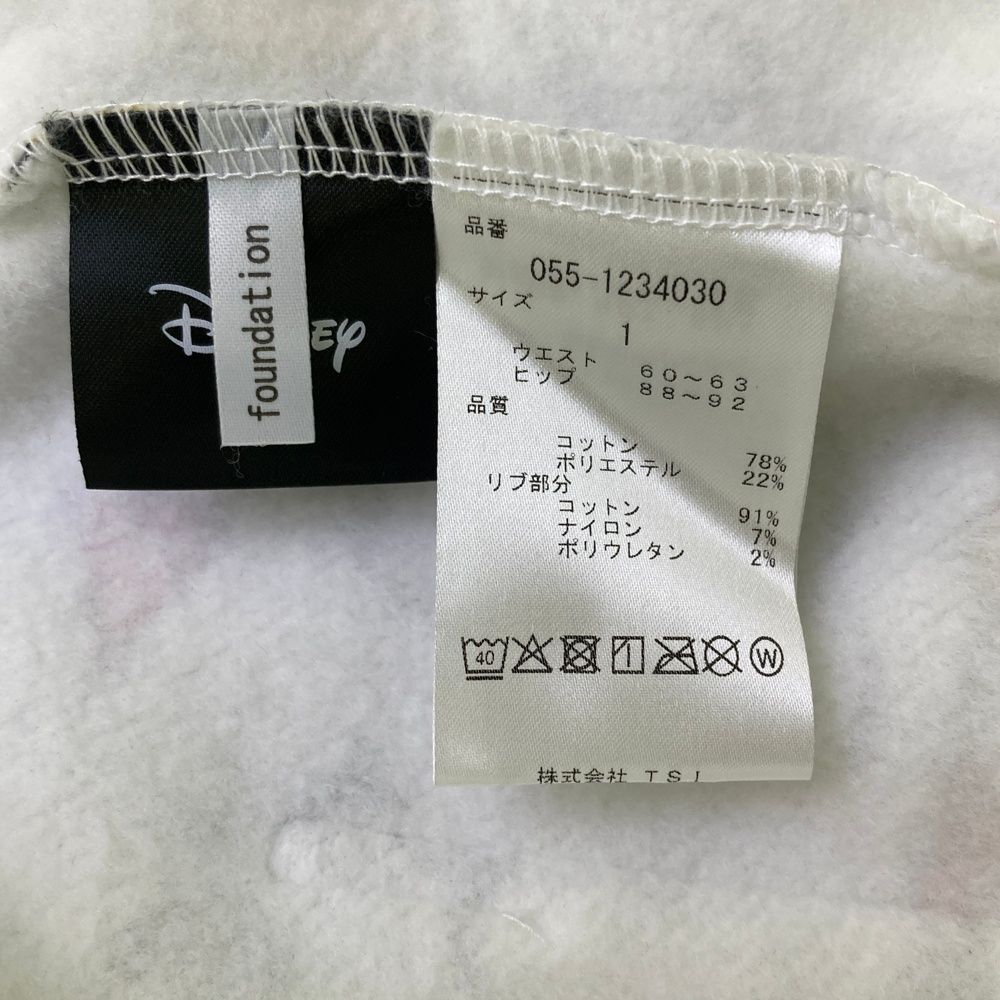 Disney
foundation
品番
055-1234030
サイズ
1
ウエスト 60～63
ヒップ 88～92
品質
コットン 78%
ポリエステル 22%
リブ部分
コットン 91%
ナイロン 7%
ポリウレタン 2%
40
W
株式会社 TSI